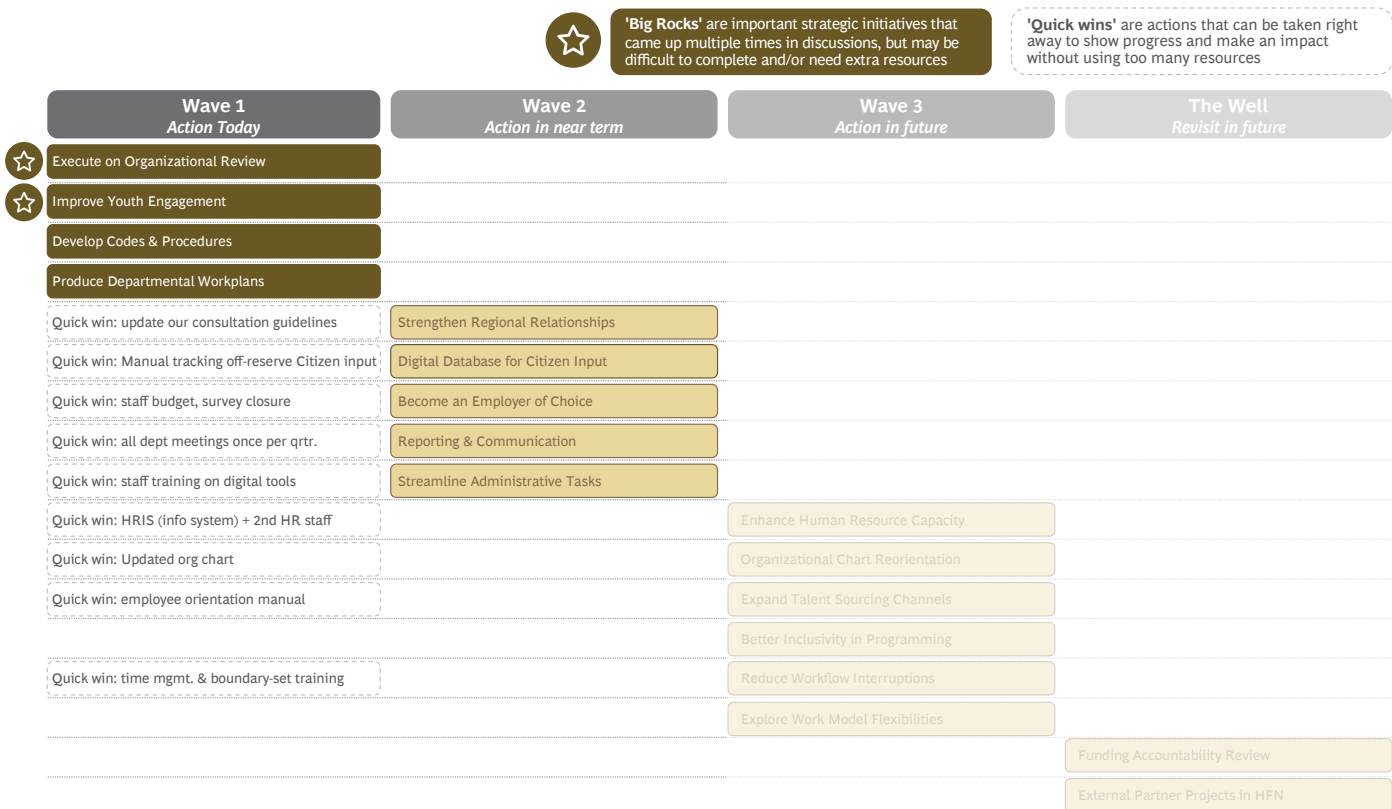 'Big Rocks' are important strategic initiatives that
came up multiple times in discussions, but may be
difficult to complete and/or need extra resources
'Quick wins' are actions that can be taken right
away to show progress and make an impact
without using too many resources
Wave 1
Action Today
Wave 2
Action in near term
Wave 3
Action in future
The Well
Revisit in future
Execute on Organizational Review
Improve Youth Engagement
Develop Codes & Procedures
Produce Departmental Workplans
Quick win: update our consultation guidelines
Strengthen Regional Relationships
Quick win: Manual tracking off-reserve Citizen input
Digital Database for Citizen Input
Quick win: staff budget, survey closure
Become an Employer of Choice
Quick win: all dept meetings once per qrtr.
Reporting & Communication
Quick win: staff training on digital tools
Streamline Administrative Tasks
Quick win: HRIS (info system) + 2nd HR staff
Enhance Human Resource Capacity
Quick win: Updated org chart
Organizational Chart Reorientation
Quick win: employee orientation manual
Expand Talent Sourcing Channels
Better Inclusivity in Programming
Quick win: time mgmt. & boundary-set training
Reduce Workflow Interruptions
Explore Work Model Flexibilities
Funding Accountability Review
External Partner Projects in HFN